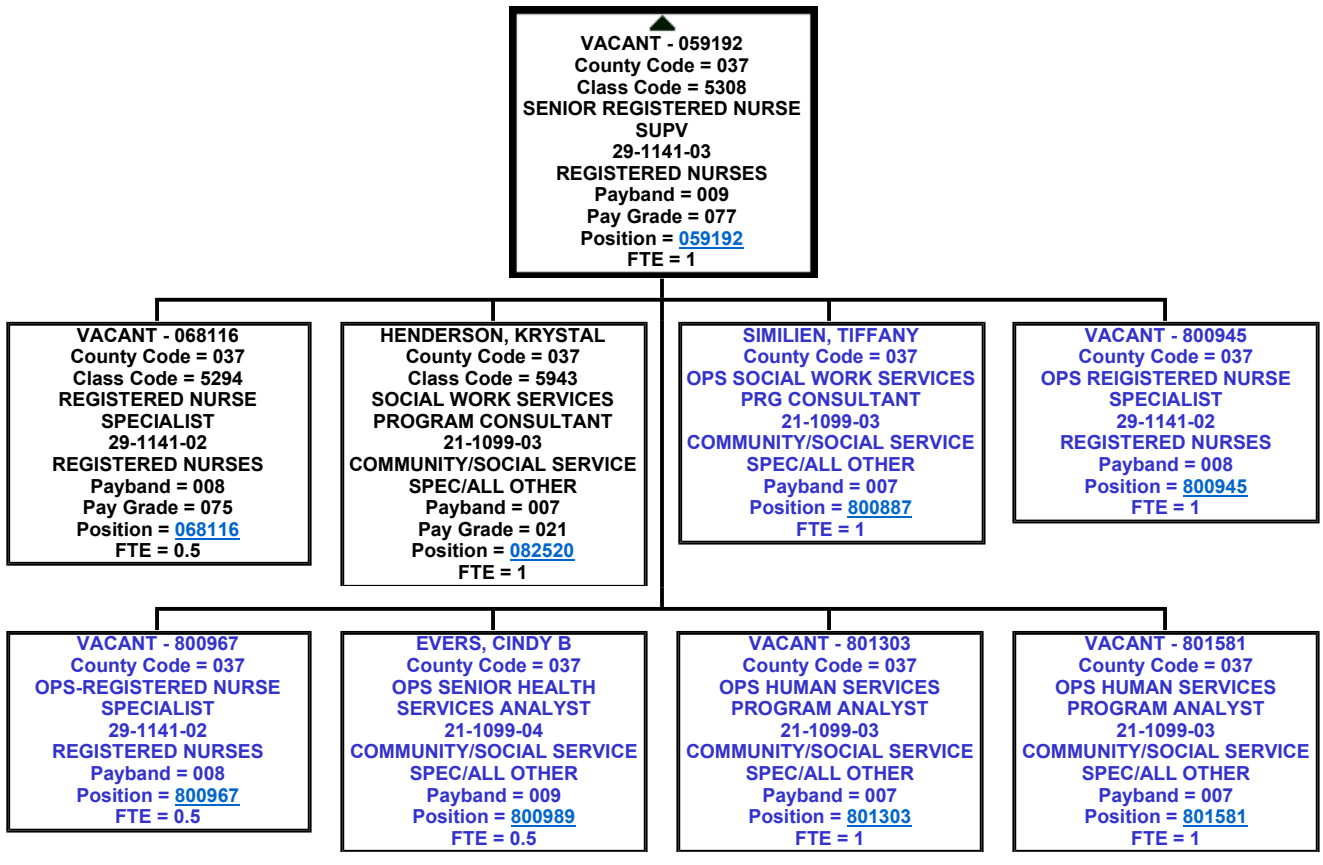 VACANT - 059192
County Code = 037
Class Code = 5308
SENIOR REGISTERED NURSE
SUPV
29-1141-03
REGISTERED NURSES
Payband = 009
Pay Grade = 077
Position = 059192
FTE = 1
VACANT - 068116
County Code = 037
Class Code = 5294
REGISTERED NURSE
SPECIALIST
29-1141-02
REGISTERED NURSES
Payband = 008
Pay Grade = 075
Position = 068116
FTE = 0.5
HENDERSON, KRYSTAL
County Code = 037
Class Code = 5943
SOCIAL WORK SERVICES
PROGRAM CONSULTANT
21-1099-03
COMMUNITY/SOCIAL SERVICE
SPEC/ALL OTHER
Payband = 007
Pay Grade = 021
Position = 082520
FTE = 1
SIMILIEN, TIFFANY
County Code = 037
OPS SOCIAL WORK SERVICES
PRG CONSULTANT
21-1099-03
COMMUNITY/SOCIAL SERVICE
SPEC/ALL OTHER
Payband = 007
Position = 800887
FTE = 1
VACANT - 800945
County Code = 037
OPS REIGISTERED NURSE
SPECIALIST
29-1141-02
REGISTERED NURSES
Payband = 008
Position = 800945
FTE = 1
VACANT - 800967
County Code = 037
OPS-REGISTERED NURSE
SPECIALIST
29-1141-02
REGISTERED NURSES
Payband = 008
Position = 800967
FTE = 0.5
EVERS, CINDY B
County Code = 037
OPS SENIOR HEALTH
SERVICES ANALYST
21-1099-04
COMMUNITY/SOCIAL SERVICE
SPEC/ALL OTHER
Payband = 009
Position = 800989
FTE = 0.5
VACANT - 801303
County Code = 037
OPS HUMAN SERVICES
PROGRAM ANALYST
21-1099-03
COMMUNITY/SOCIAL SERVICE
SPEC/ALL OTHER
Payband = 007
Position = 801303
FTE = 1
VACANT - 801581
County Code = 037
OPS HUMAN SERVICES
PROGRAM ANALYST
21-1099-03
COMMUNITY/SOCIAL SERVICE
SPEC/ALL OTHER
Payband = 007
Position = 801581
FTE = 1